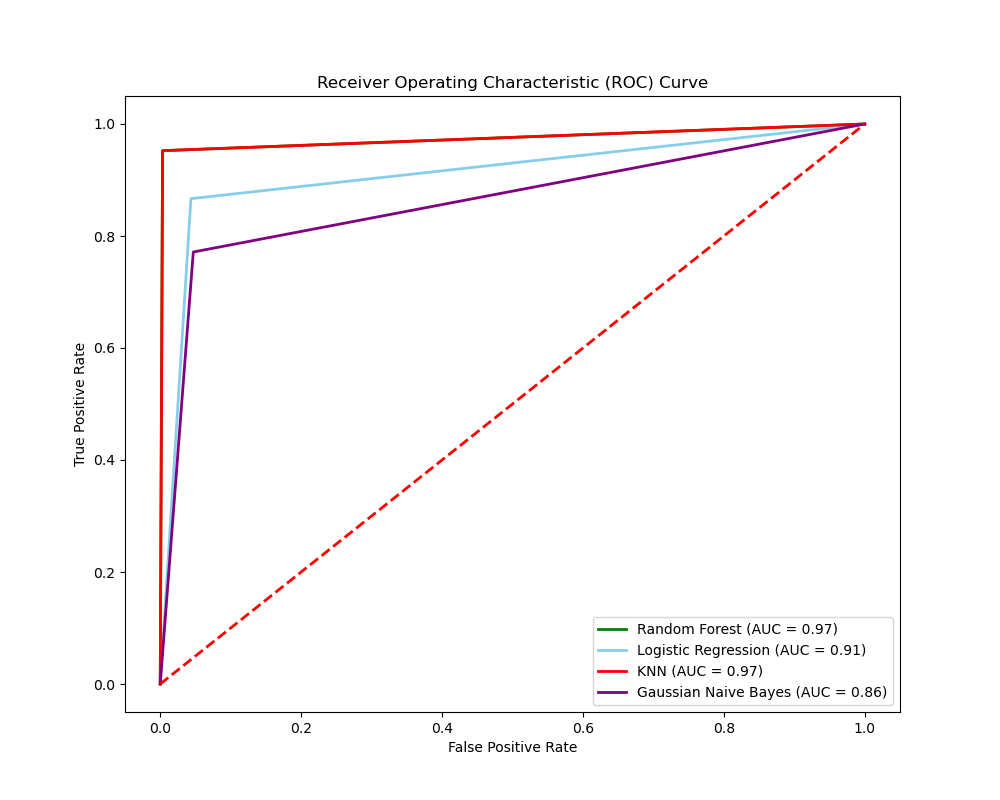 Receiver Operating Characteristic (ROC) Curve
True Positive Rate
1.0
0.8
0.6
0.4
0.2
0.0
0.0 0.2 0.4 0.6 0.8 1.0
False Positive Rate
Random Forest (AUC = 0.97)
Logistic Regression (AUC = 0.91)
KNN (AUC = 0.97)
Gaussian Naive Bayes (AUC = 0.86)